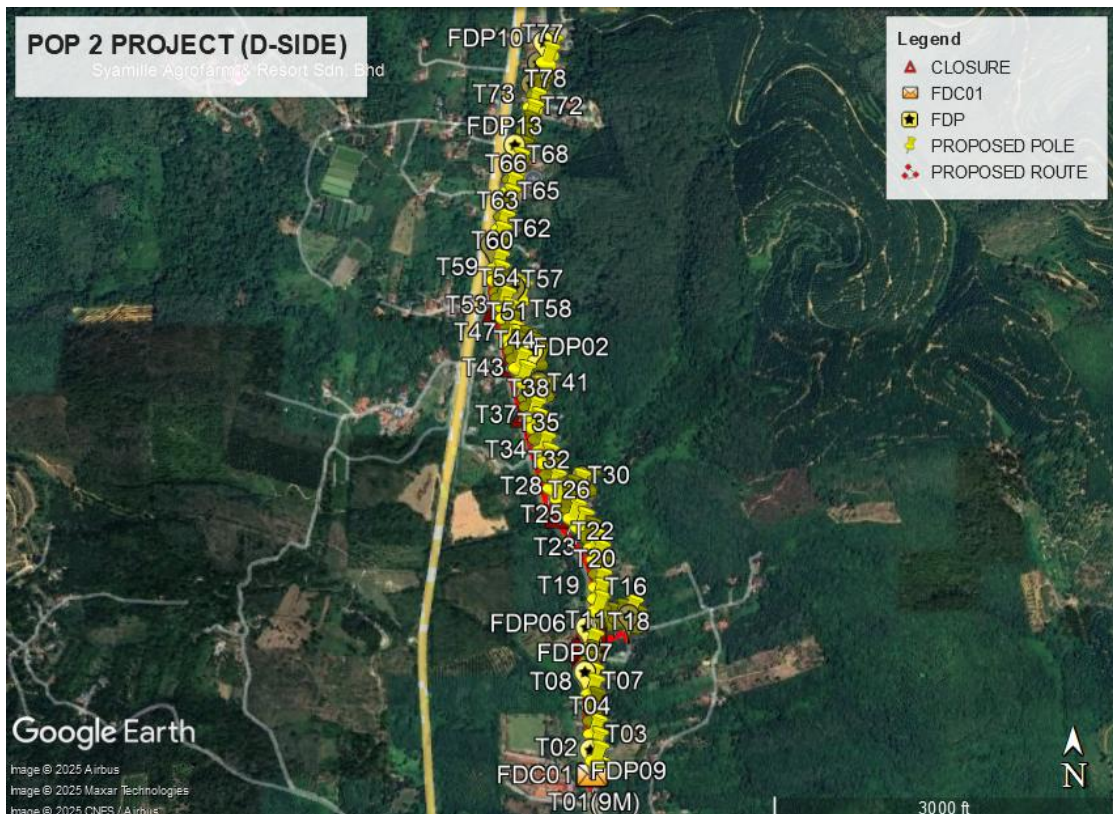 POP 2 PROJECT (D-SIDE)
Syamille Agrofarm & Resort Sdn. Bhd
Legend
CLOSURE
FDC01
FDP
PROPOSED POLE
PROPOSED ROUTE
FDP10 T77
T78
T73
T72
FDP13
T68
T66
T65
T63
T62
T60
T59
T54 T57
T53 T51 T58
T47 T44
FDP02
T43
T38 T41
T37 T35
T34
T32
T30
T28 T26
T25
T22
T23
T20
T19 T16
FDP06 T11 T18
FDP07
T08 T07
T04
T03
T02
FDC01 FDP09
T01(9M)
Google Earth
Image © 2025 Airbus
Image © 2025 Maxar Technologies
Image © 2025 CNES / Airbus
N
3000 ft